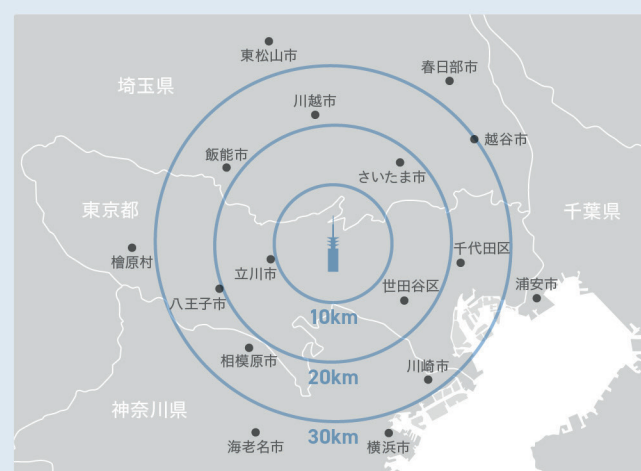 東松山市
春日部市
埼玉県
川越市
越谷市
飯能市
さいたま市
東京都
千葉県
檜原村
立川市
千代田区
八王子市
世田谷区
浦安市
10km
相模原市
川崎市
20km
神奈川県
30km
海老名市
横浜市